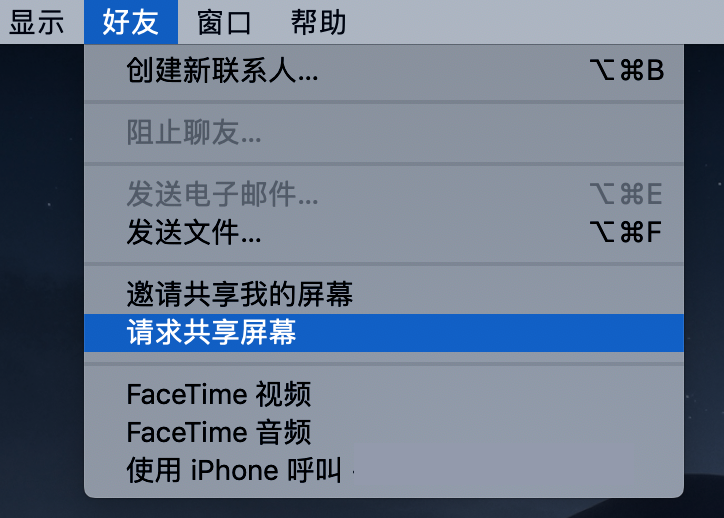 显示 好友 窗口 帮助
创建新联系人... ⌥⌘B
阻止聊友...
发送电子邮件... ⌥⌘E
发送文件... ⌥⌘F
邀请共享我的屏幕
请求共享屏幕
FaceTime 视频
FaceTime 音频
使用 iPhone 呼叫